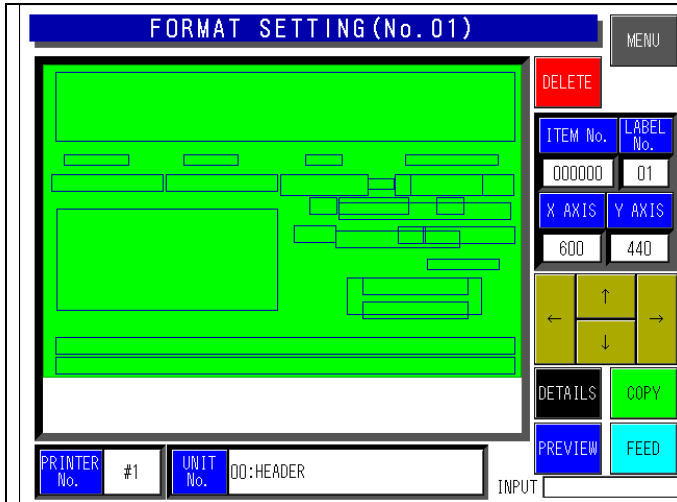 FORMAT SETTING(No.01)
MENU
DELETE
ITEM No.
LABEL
No.
000000
01
X AXIS
Y AXIS
600
440
↑
←
→
↓
DETAILS
COPY
PREVIEW
FEED
PRINTER
No.
#1
UNIT
No.
00:HEADER
INPUT